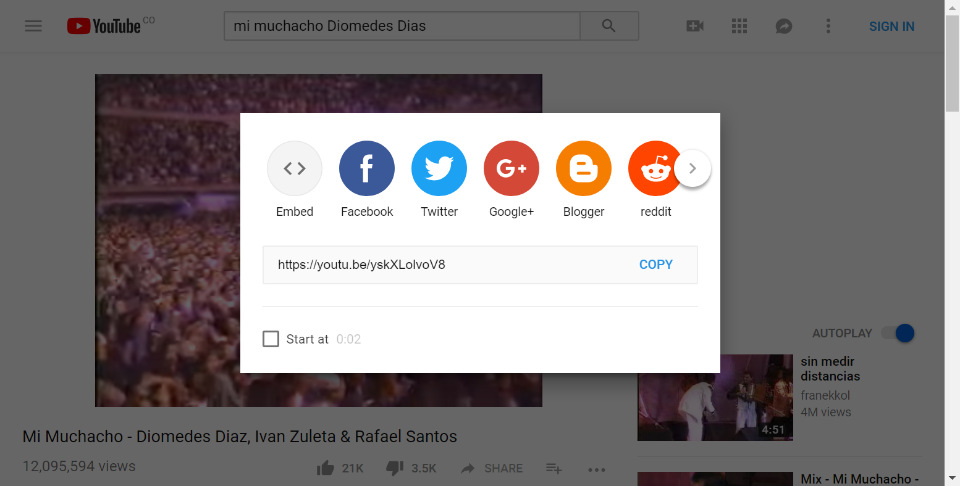 YouTube CO
mi muchacho Diomedes Dias
SIGN IN
Embed
Facebook
Twitter
G+
Google+
Blogger
reddit
https://youtu.be/yskXLolvoV8
COPY
Start at 0:02
AUTOPLAY
sin medir
distancias
franekkol
4M views
4:51
Mi Muchacho - Diomedes Diaz, Ivan Zuleta & Rafael Santos
12,095,594 views
21K
3.5K
SHARE
Mix - Mi Muchacho -